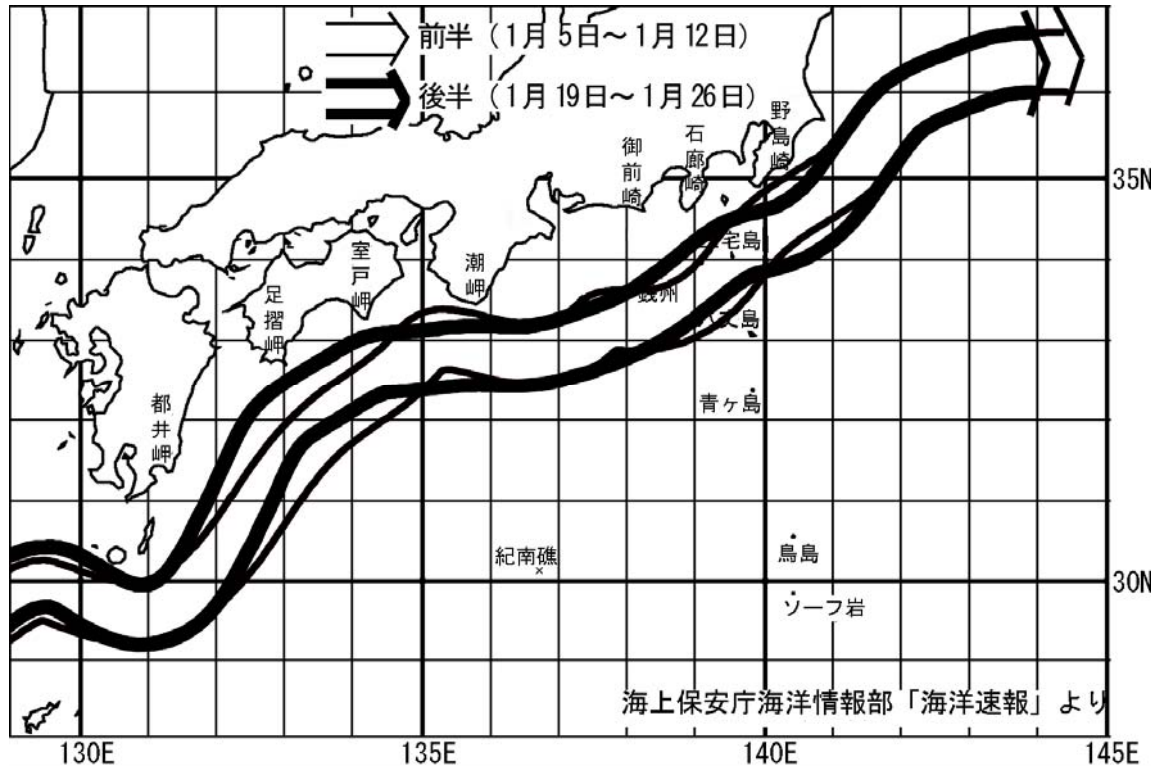 前半（1月5日～1月12日）
後半（1月19日～1月26日）
野島崎
石廊崎
御前崎
35N
室戸岬
潮岬
三宅島
足摺岬
銭州
八丈島
都井岬
青ヶ島
紀南礁
鳥島
30N
ソーフ岩
海上保安庁海洋情報部「海洋速報」より
130E
135E
140E
145E